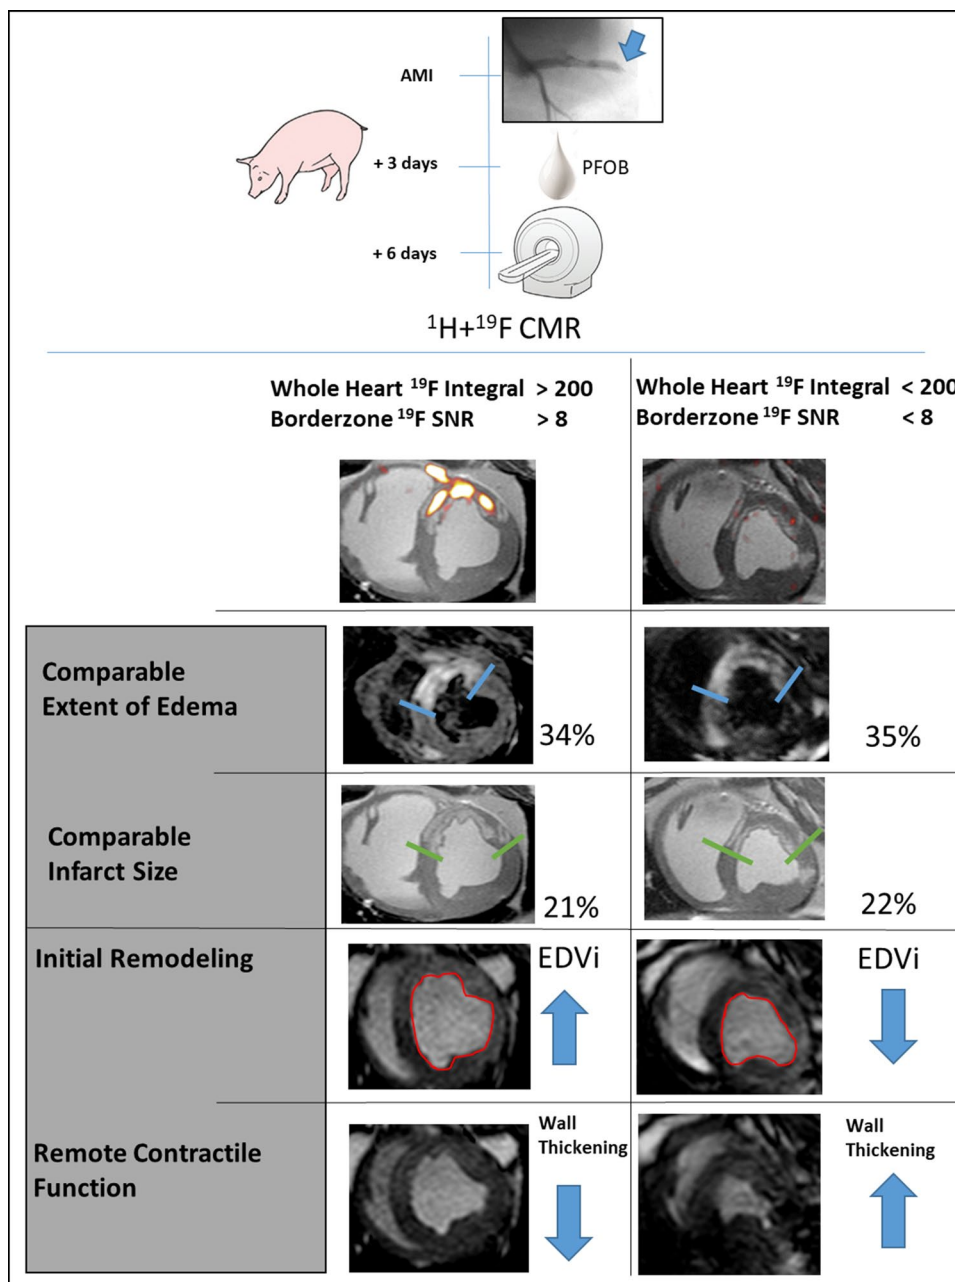 AMI
+ 3 days
PFOB
+ 6 days
¹H+¹⁹F CMR
Whole Heart ¹⁹F Integral > 200
Borderzone ¹⁹F SNR > 8
Whole Heart ¹⁹F Integral < 200
Borderzone ¹⁹F SNR < 8
Comparable
Extent of Edema
34%
35%
Comparable
Infarct Size
21%
22%
Initial Remodeling
EDVi
EDVi
Remote Contractile
Function
Wall
Thickening
Wall
Thickening